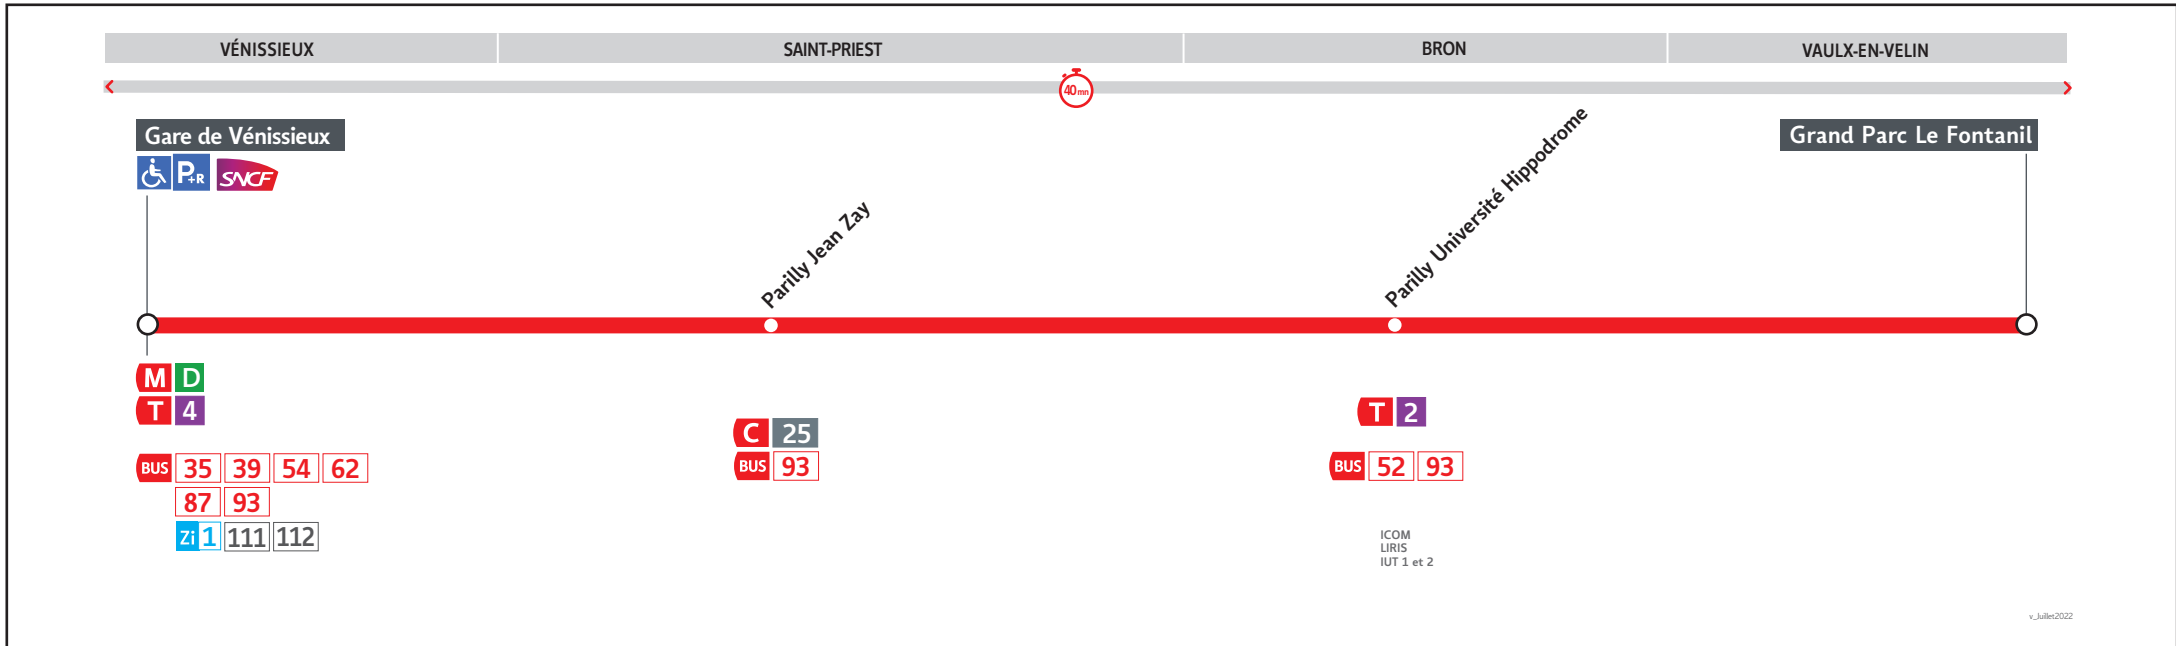 VÉNISSIEUX SAINT-PRIEST BRON VAULX-EN-VELIN
40 mn
Gare de Vénissieux
P+R SNCF
Parilly Jean Zay
Parilly Université Hippodrome
Grand Parc Le Fontanil
M D
T 4
BUS 35 39 54 62
87 93
Zi 1 111 112
C 25
BUS 93
T 2
BUS 52 93
ICOM
LIRIS
IUT 1 et 2
v_Juillet2022